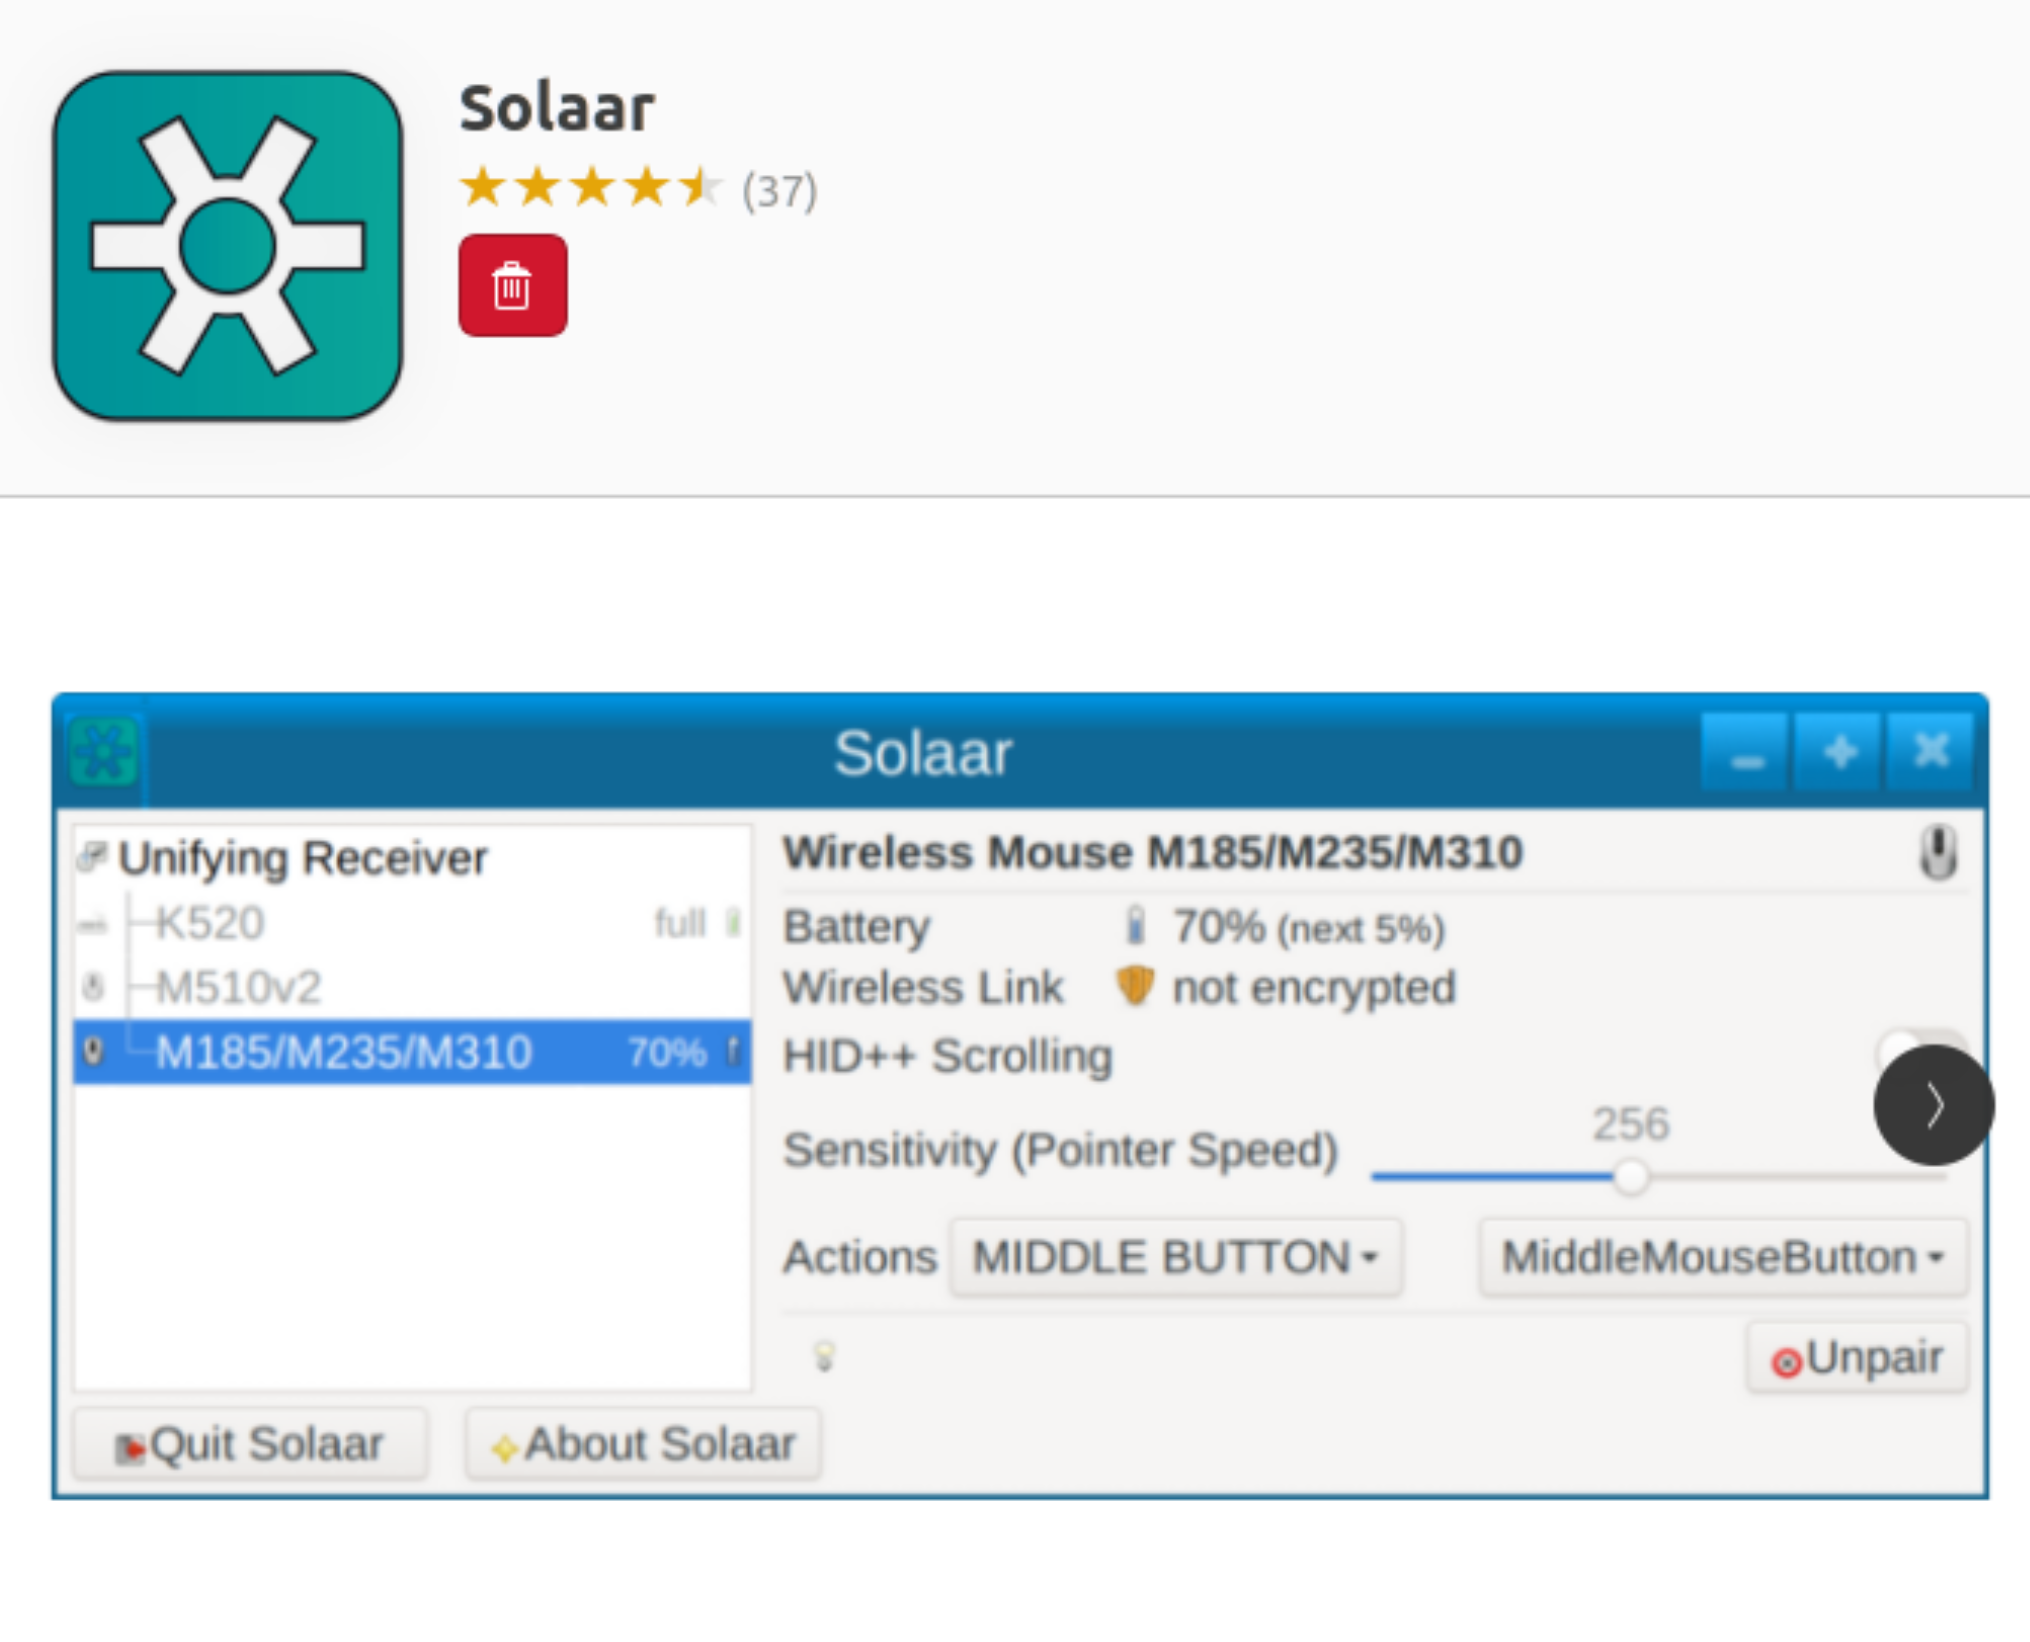 Solaar
(37)
Solaar
Unifying Receiver
K520 full
M510v2
M185/M235/M310 70%
Wireless Mouse M185/M235/M310
Battery 70% (next 5%)
Wireless Link not encrypted
HID++ Scrolling
256
Sensitivity (Pointer Speed)
Actions MIDDLE BUTTON MiddleMouseButton
Unpair
Quit Solaar About Solaar